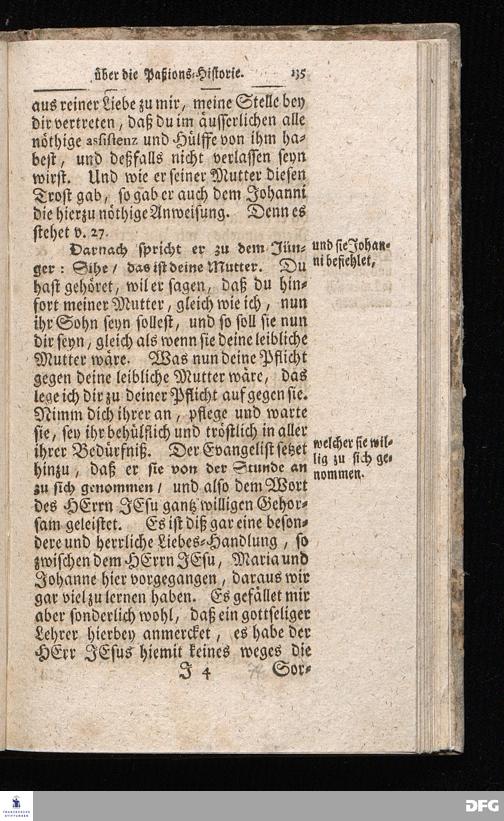 über die Paßions-Historie. 135
aus reiner Liebe zu mir, meine Stelle bey
dir vertreten, daß du im äusserlichen alle
nöthige assistenz und Hülffe von ihm ha-
best, und deßfalls nicht verlassen seyn
wirst. Und wie er seiner Mutter diesen
Trost gab, so gab er auch dem Johanni
die hierzu nöthige Anweisung. Denn es
stehet v. 27.
Darnach spricht er zu dem Jün-
ger: Sihe / das ist deine Mutter. Du
hast gehöret, wil er sagen, daß du hin-
fort meiner Mutter, gleich wie ich, nun
ihr Sohn seyn sollest, und so soll sie nun
dir seyn, gleich als wenn sie deine leibliche
Mutter wäre. Was nun deine Pflicht
gegen deine leibliche Mutter wäre, das
lege ich dir zu deiner Pflicht auf gegen sie.
Nimm dich ihrer an, pflege und warte
sie, sey ihr behülflich und tröstlich in aller
ihrer Bedürfniß. Der Evangelist setzet
hinzu, daß er sie von der Stunde an
zu sich genommen / und also dem Wort
des HErrn JEsu gantz willigen Gehor-
sam geleistet. Es ist diß gar eine beson-
dere und herrliche Liebes-Handlung, so
zwischen dem HErrn JEsu, Maria und
Johanne hier vorgegangen, daraus wir
gar viel zu lernen haben. Es gefället mir
aber sonderlich wohl, daß ein gottseliger
Lehrer hierbey anmercket, es habe der
HErr JEsus hiemit keines weges die
J 4 Sor-
und sie Johan-
ni befiehlet,
welcher sie wil-
lig zu sich ge-
nommen.
FRANCKESCHE
STIFTUNGEN
DFG